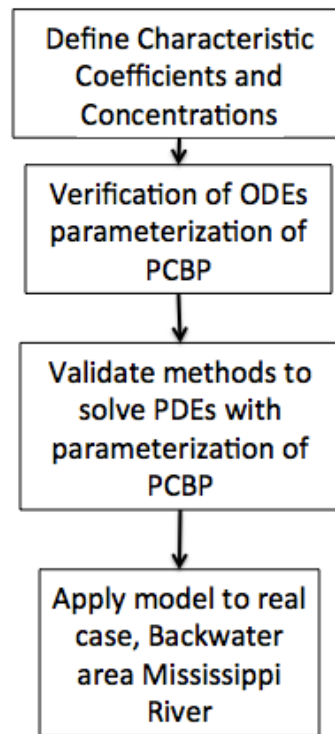 Define Characteristic
Coefficients and
Concentrations
Verification of ODEs
parameterization of
PCBP
Validate methods to
solve PDEs with
parameterization of
PCBP
Apply model to real
case, Backwater
area Mississippi
River